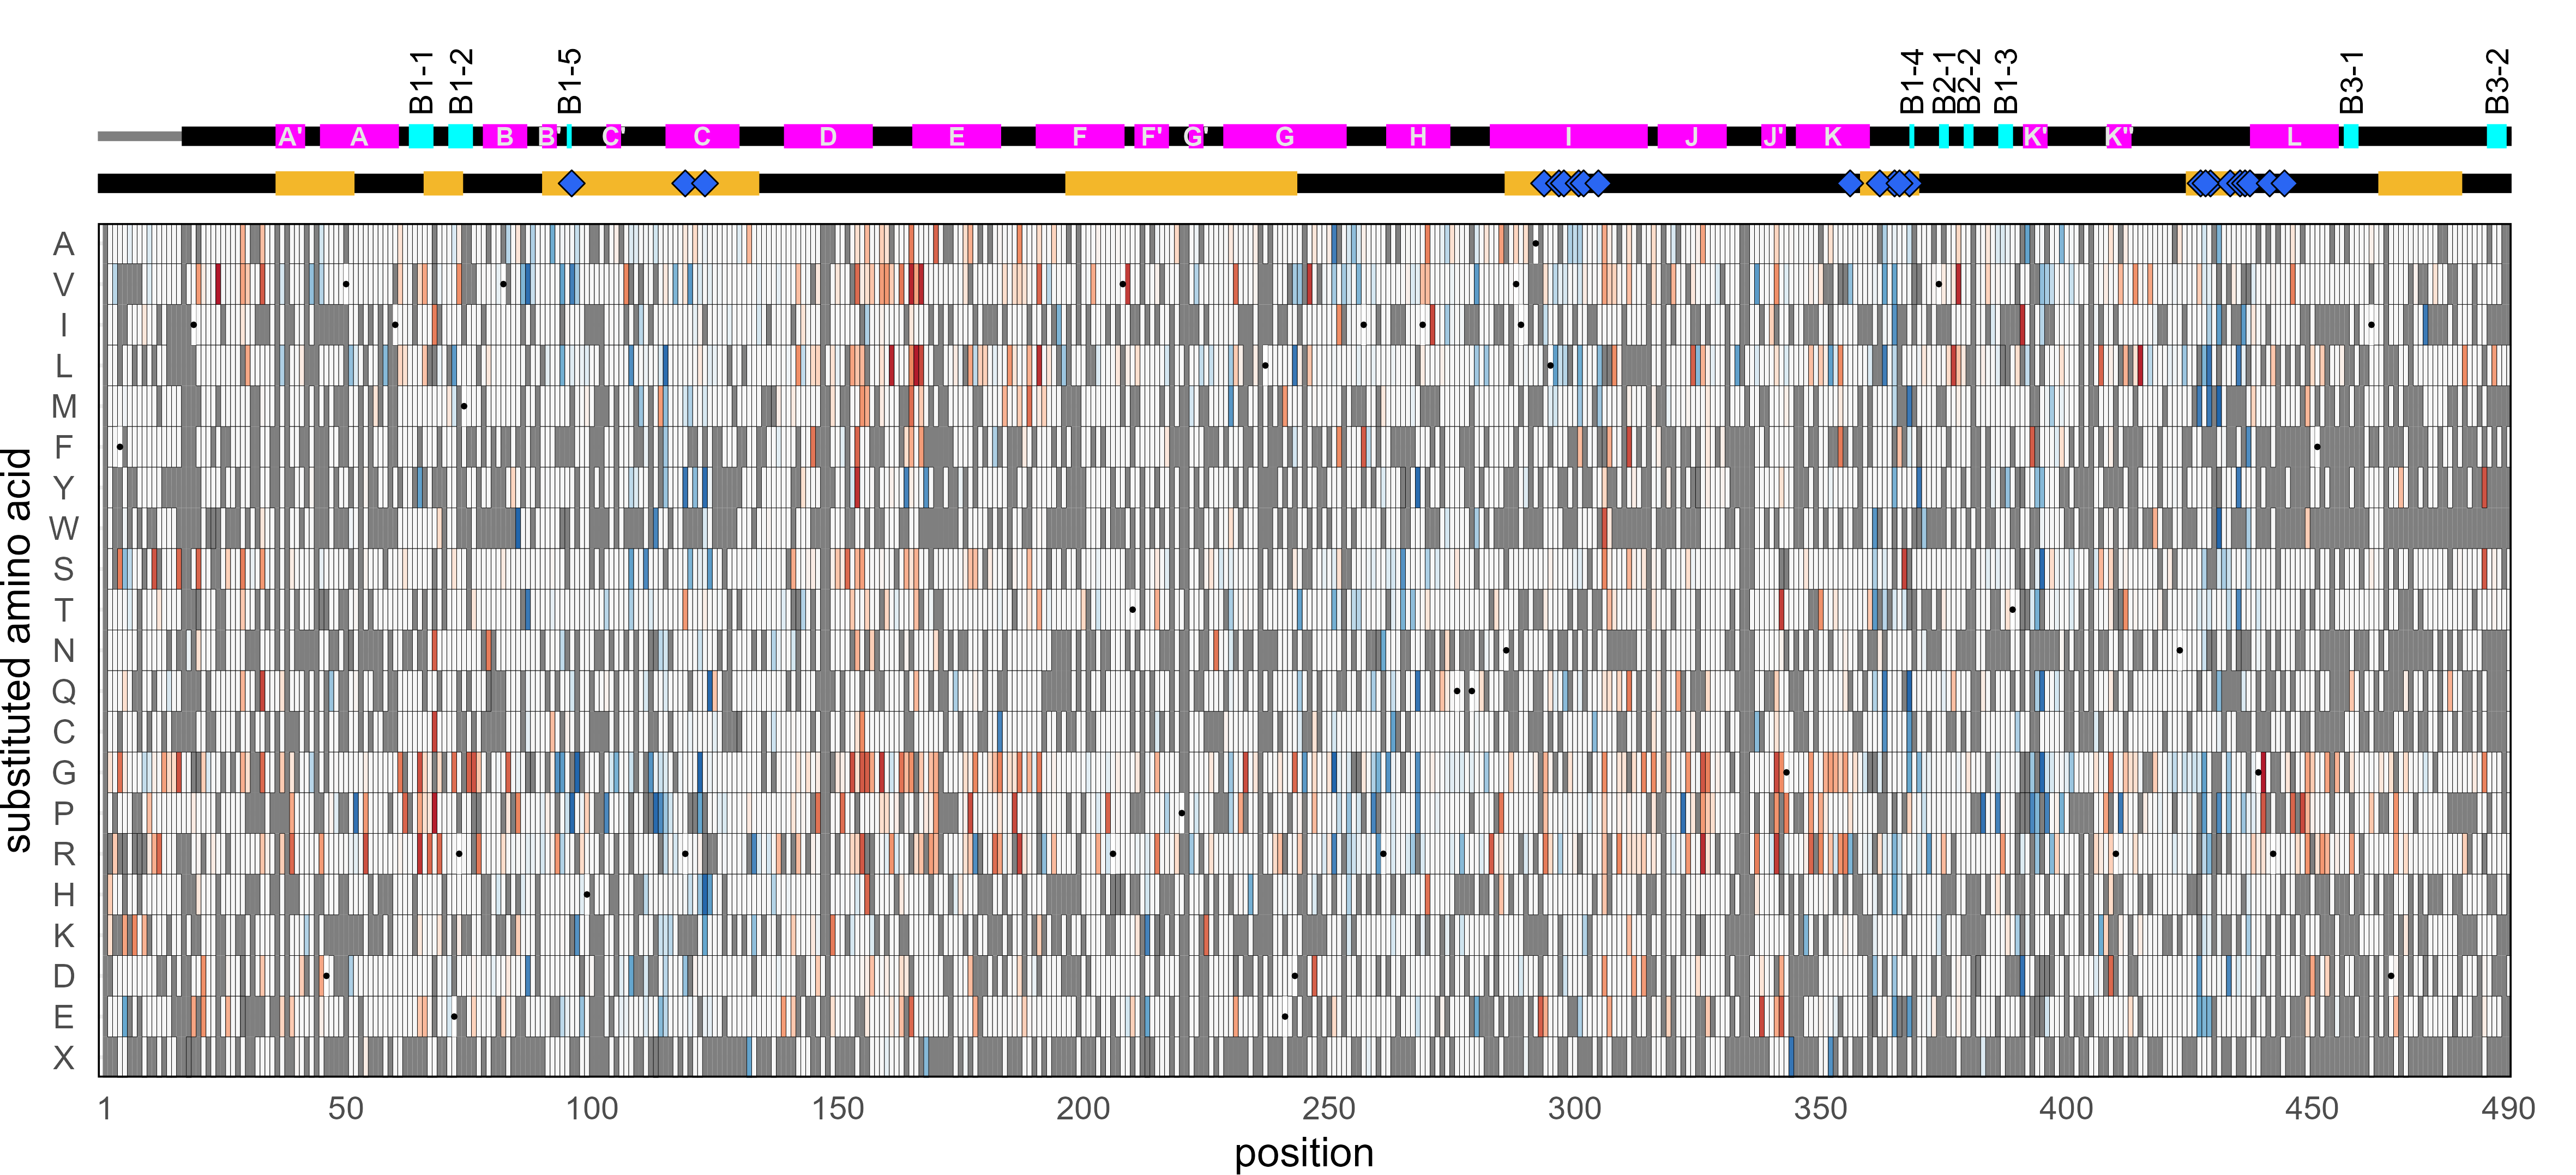 B1-1 B1-2 B1-5 B1-4 B2-1 B2-2 B1-3 B3-1 B3-2
A' A B B' C' C D E F F' G' G H I J J' K K' K" L
A
V
I
L
M
F
Y
W
S
T
N
Q
C
G
P
R
H
K
D
E
X
substituted amino acid
1 50 100 150 200 250 300 350 400 450 490
position